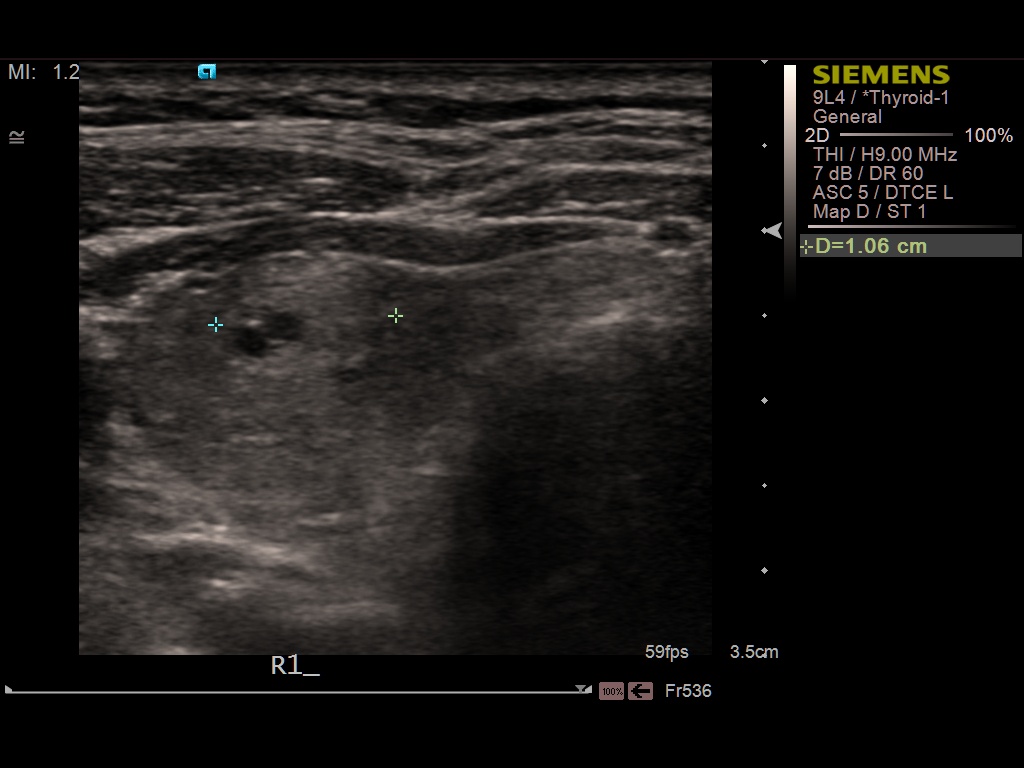 MI: 1.2
SIEMENS
9L4 / *Thyroid-1
General
2D 100%
THI / H9.00 MHz
7 dB / DR 60
ASC 5 / DTCE L
Map D / ST 1
D=1.06 cm
59fps 3.5cm
R1_
100% Fr536